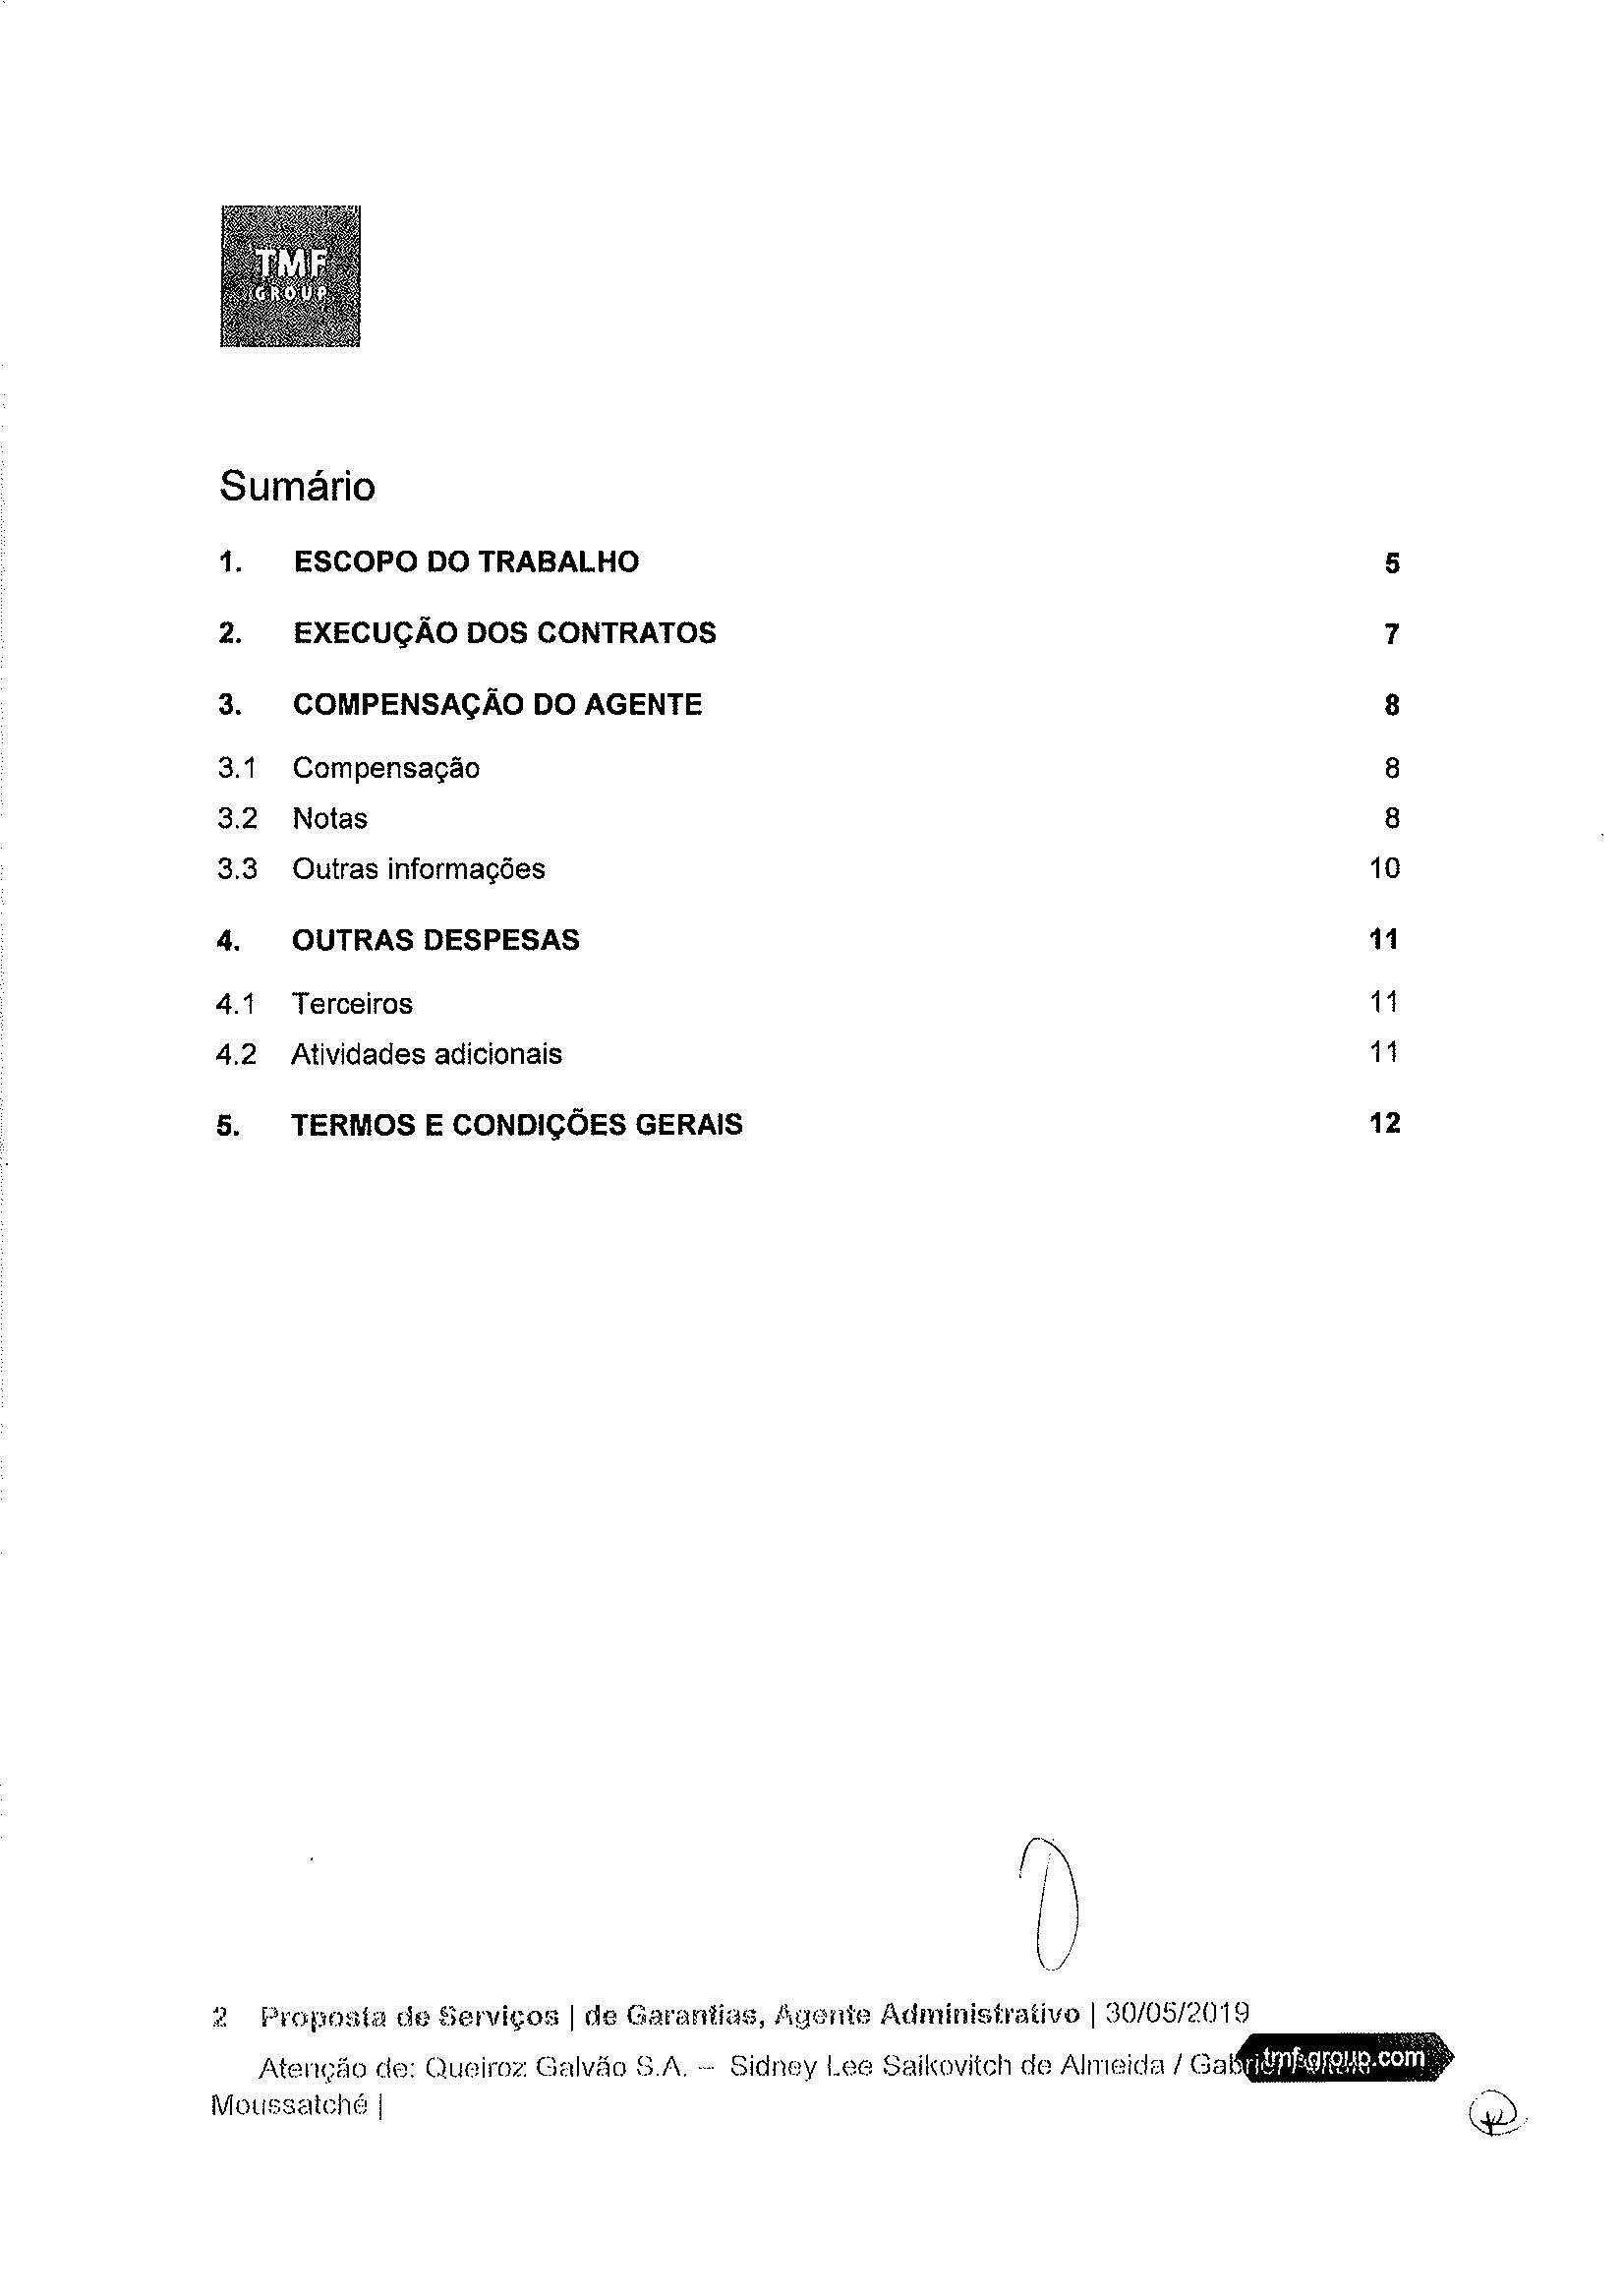 TMF
GROUP
Sumário
1. ESCOPO DO TRABALHO 5
2. EXECUÇÃO DOS CONTRATOS 7
3. COMPENSAÇÃO DO AGENTE 8
3.1 Compensação 8
3.2 Notas 8
3.3 Outras informações 10
4. OUTRAS DESPESAS 11
4.1 Terceiros 11
4.2 Atividades adicionais 11
5. TERMOS E CONDIÇÕES GERAIS 12
2 Proposta de Serviços | de Garantias, Agente Administrativo | 30/05/2019
Atenção de: Queiroz Galvão S.A. – Sidney Lee Saikovitch de Almeida /
tmf-group.com
Moussatché |